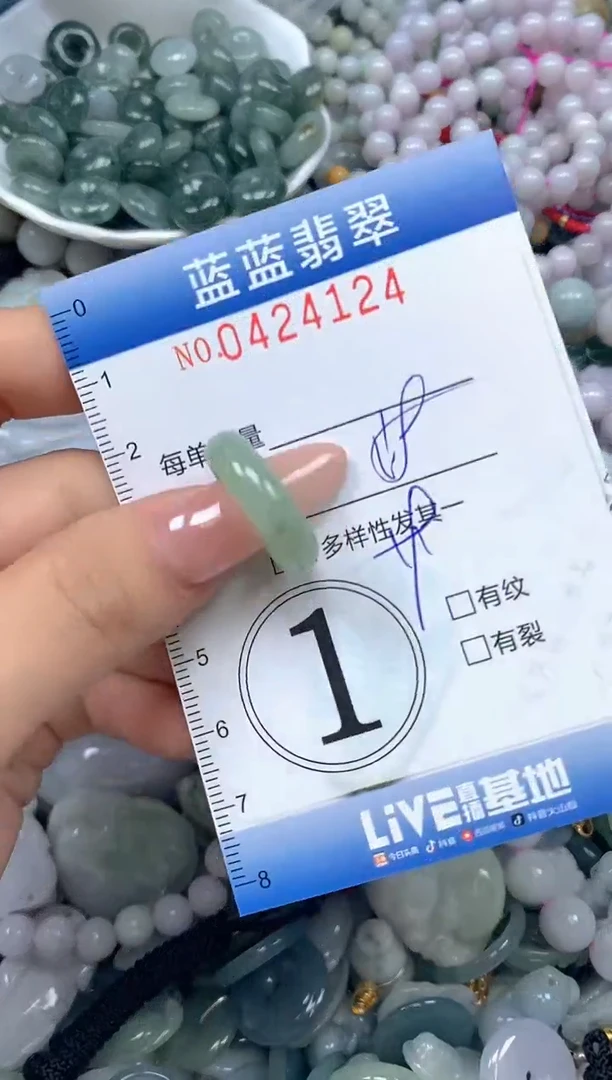 蓝蓝翡翠
NO.0424124
0
1
每单 量
2
多样性发其一
1
有纹
有裂
5
6
7
8
LiVE直播基地
今日头条 抖音 西瓜视频 抖音火山版